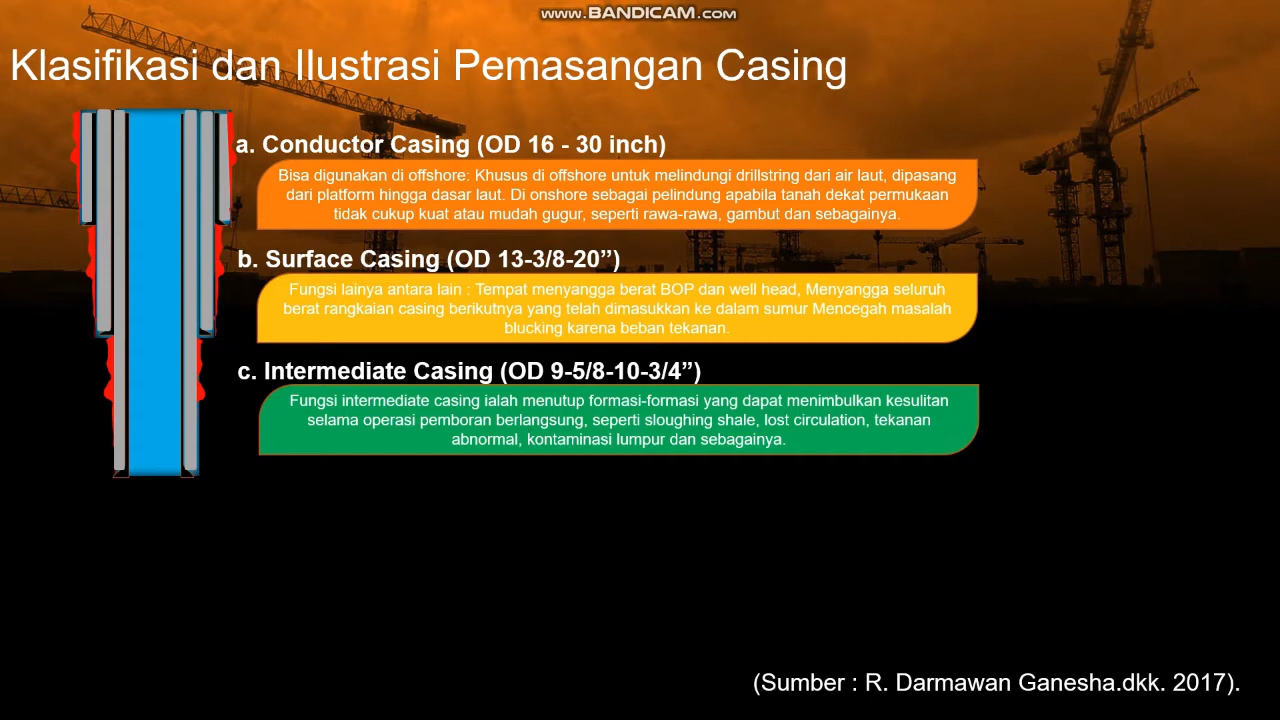 www.BANDICAM.com
Klasifikasi dan Ilustrasi Pemasangan Casing
a. Conductor Casing (OD 16 - 30 inch)
Bisa digunakan di offshore: Khusus di offshore untuk melindungi drillstring dari air laut, dipasang
dari platform hingga dasar laut. Di onshore sebagai pelindung apabila tanah dekat permukaan
tidak cukup kuat atau mudah gugur, seperti rawa-rawa, gambut dan sebagainya.
b. Surface Casing (OD 13-3/8-20”)
Fungsi lainya antara lain : Tempat menyangga berat BOP dan well head, Menyangga seluruh
berat rangkaian casing berikutnya yang telah dimasukkan ke dalam sumur Mencegah masalah
blucking karena beban tekanan.
c. Intermediate Casing (OD 9-5/8-10-3/4”)
Fungsi intermediate casing ialah menutup formasi-formasi yang dapat menimbulkan kesulitan
selama operasi pemboran berlangsung, seperti sloughing shale, lost circulation, tekanan
abnormal, kontaminasi lumpur dan sebagainya.
(Sumber : R. Darmawan Ganesha.dkk. 2017).